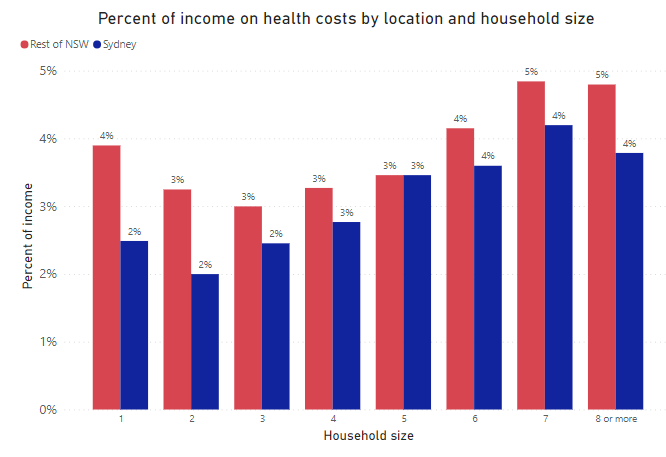 Percent of income on health costs by location and household size
Rest of NSW Sydney
5%
4%
3%
2%
1%
0%
Percent of income
4% 2% 3% 2% 3% 2% 3% 3% 3% 3% 4% 4% 5% 4% 5% 4%
1 2 3 4 5 6 7 8 or more
Household size